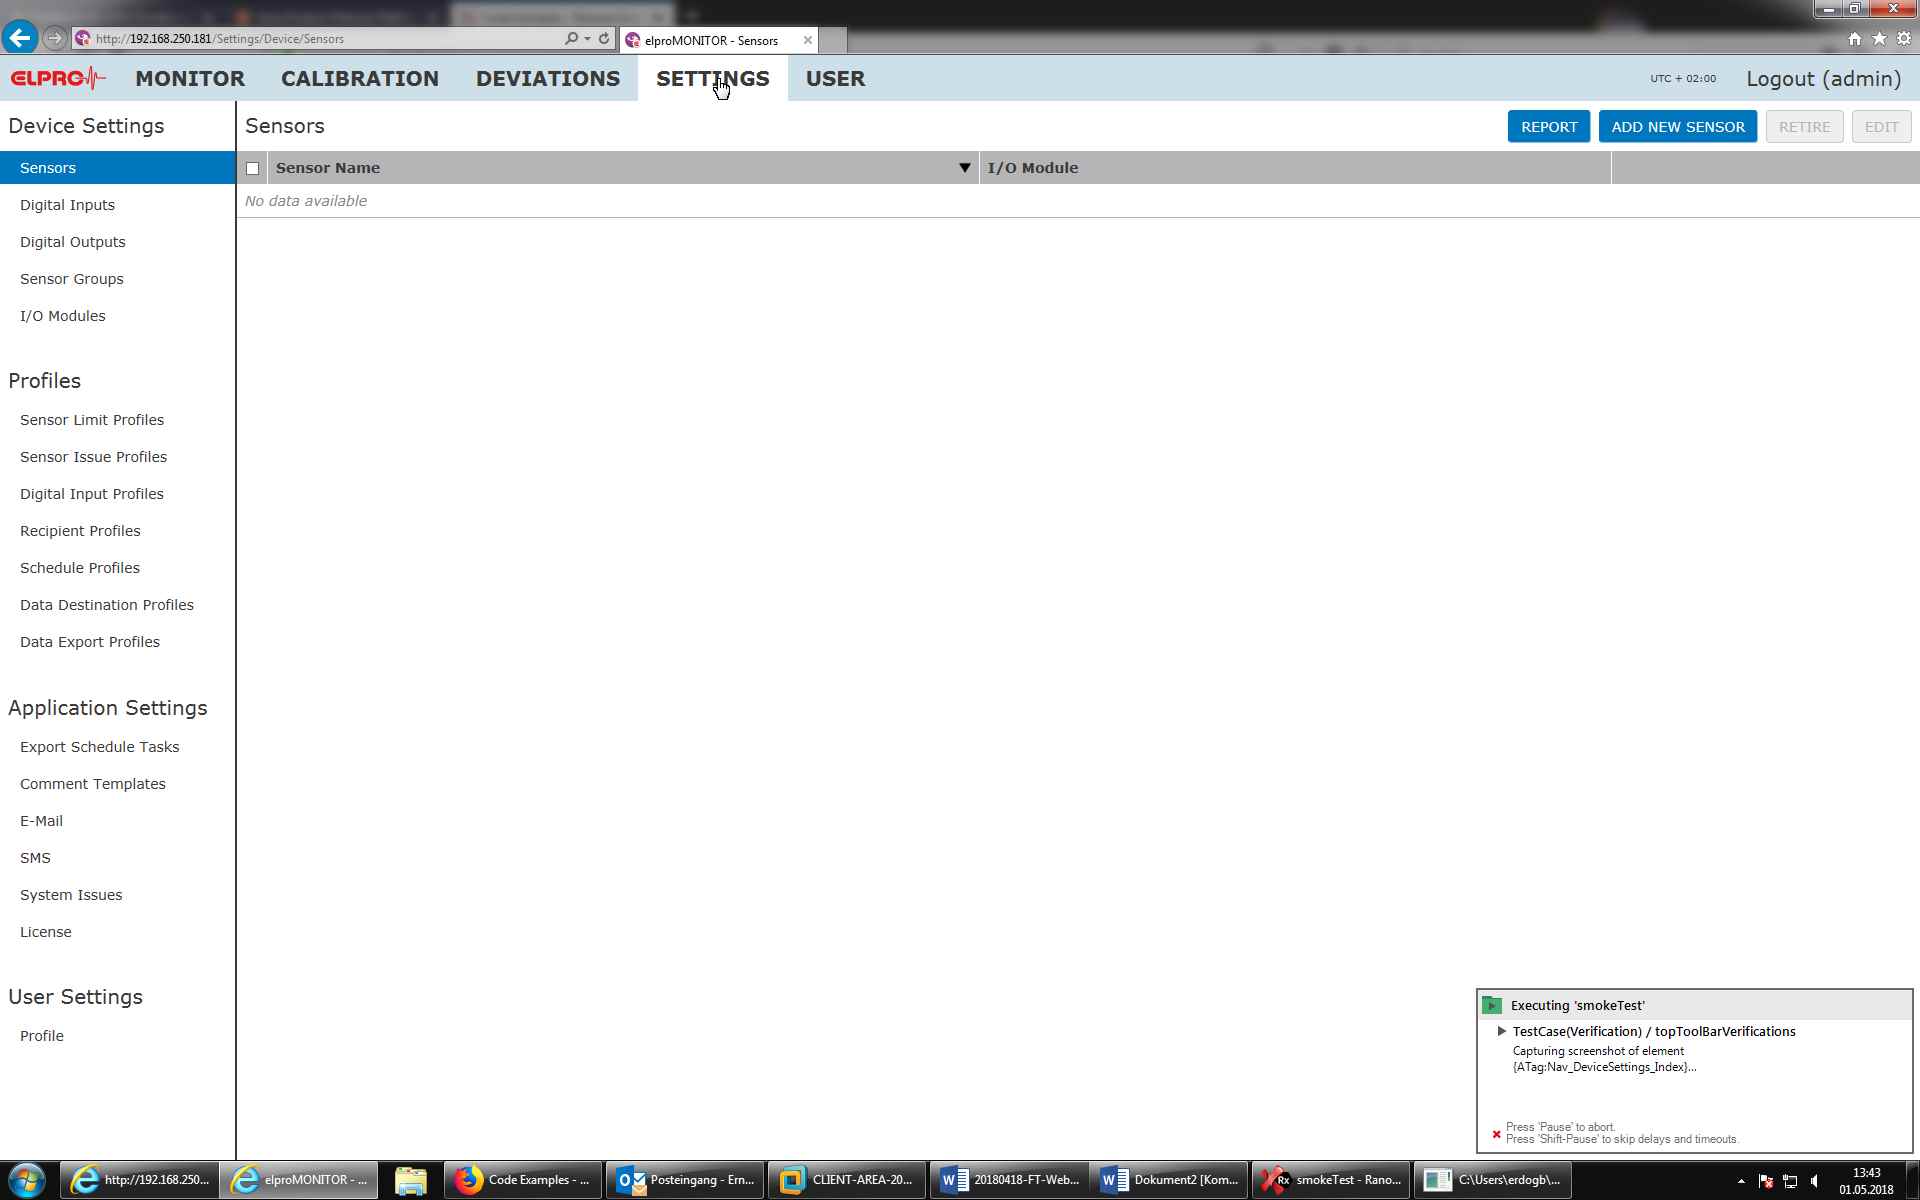 http://192.168.250.181/Settings/Device/Sensors
elproMONITOR - Sensors
ELPRO MONITOR CALIBRATION DEVIATIONS SETTINGS USER UTC + 02:00 Logout (admin)
Device Settings
Sensors
Digital Inputs
Digital Outputs
Sensor Groups
I/O Modules
Profiles
Sensor Limit Profiles
Sensor Issue Profiles
Digital Input Profiles
Recipient Profiles
Schedule Profiles
Data Destination Profiles
Data Export Profiles
Application Settings
Export Schedule Tasks
Comment Templates
E-Mail
SMS
System Issues
License
User Settings
Profile
Sensors REPORT ADD NEW SENSOR RETIRE EDIT
Sensor Name I/O Module
No data available
Executing 'smokeTest'
TestCase(Verification) / topToolBarVerifications
Capturing screenshot of element
{ATag:Nav_DeviceSettings_Index}...
Press 'Pause' to abort.
Press 'Shift-Pause' to skip delays and timeouts.
http://192.168.250... elproMONITOR - ... Code Examples - ... Posteingang - Ern... CLIENT-AREA-20... 20180418-FT-Web... Dokument2 [Kom... smokeTest - Rano... C:\Users\erdogb\...
13:43
01.05.2018